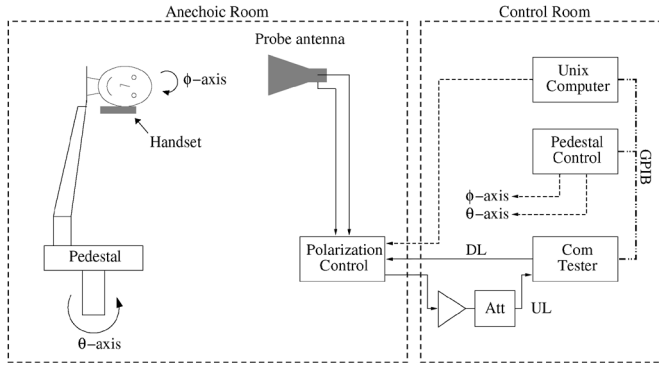 Anechoic Room
Control Room
Probe antenna
ϕ-axis
Handset
Unix
Computer
Pedestal
Control
GPIB
ϕ-axis
θ-axis
Pedestal
Polarization
Control
DL
Com
Tester
Att
UL
θ-axis